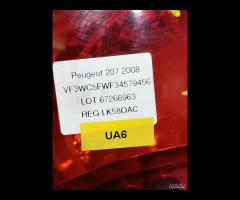 Peugeot 207 2008
VF3WC5FWF34579456
LOT 67266963
REG LK58OAC
UA6